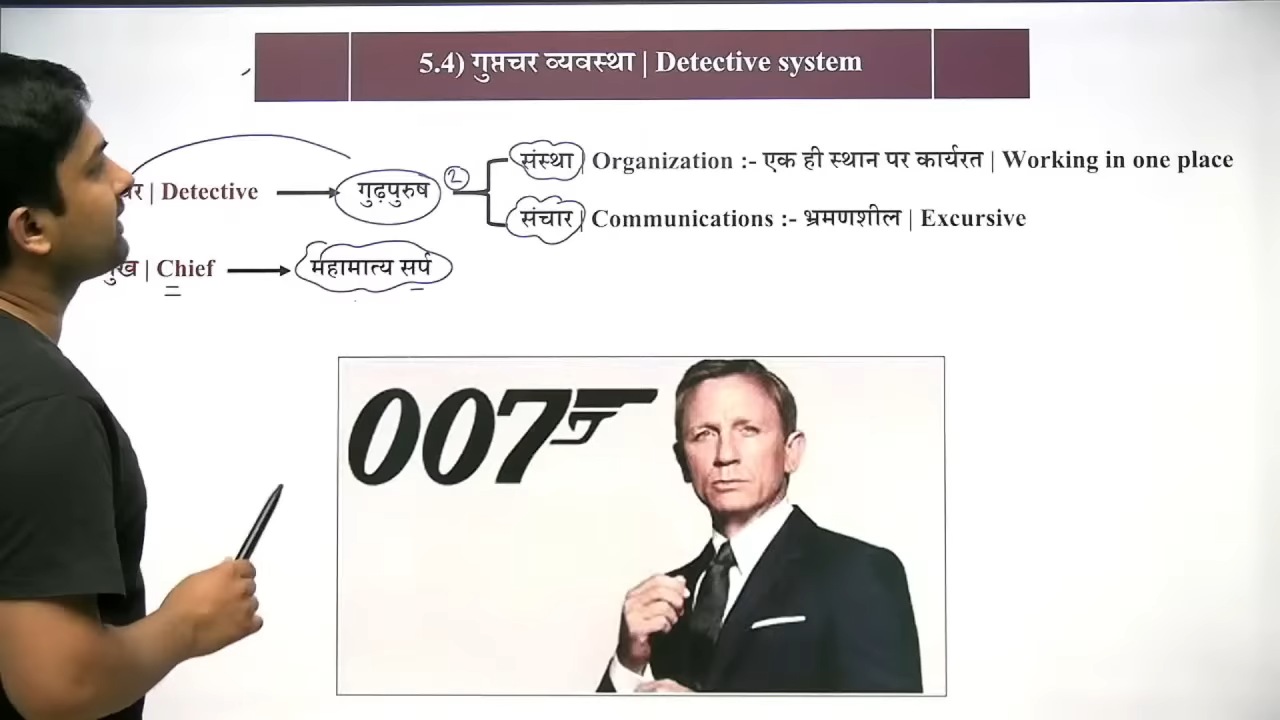 5.4) गुप्तचर व्यवस्था | Detective system
संस्था | Organization :- एक ही स्थान पर कार्यरत | Working in one place
| Detective गुढ़पुरुष 2
संचार | Communications :- भ्रमणशील | Excursive
| Chief महामात्य सर्प
007